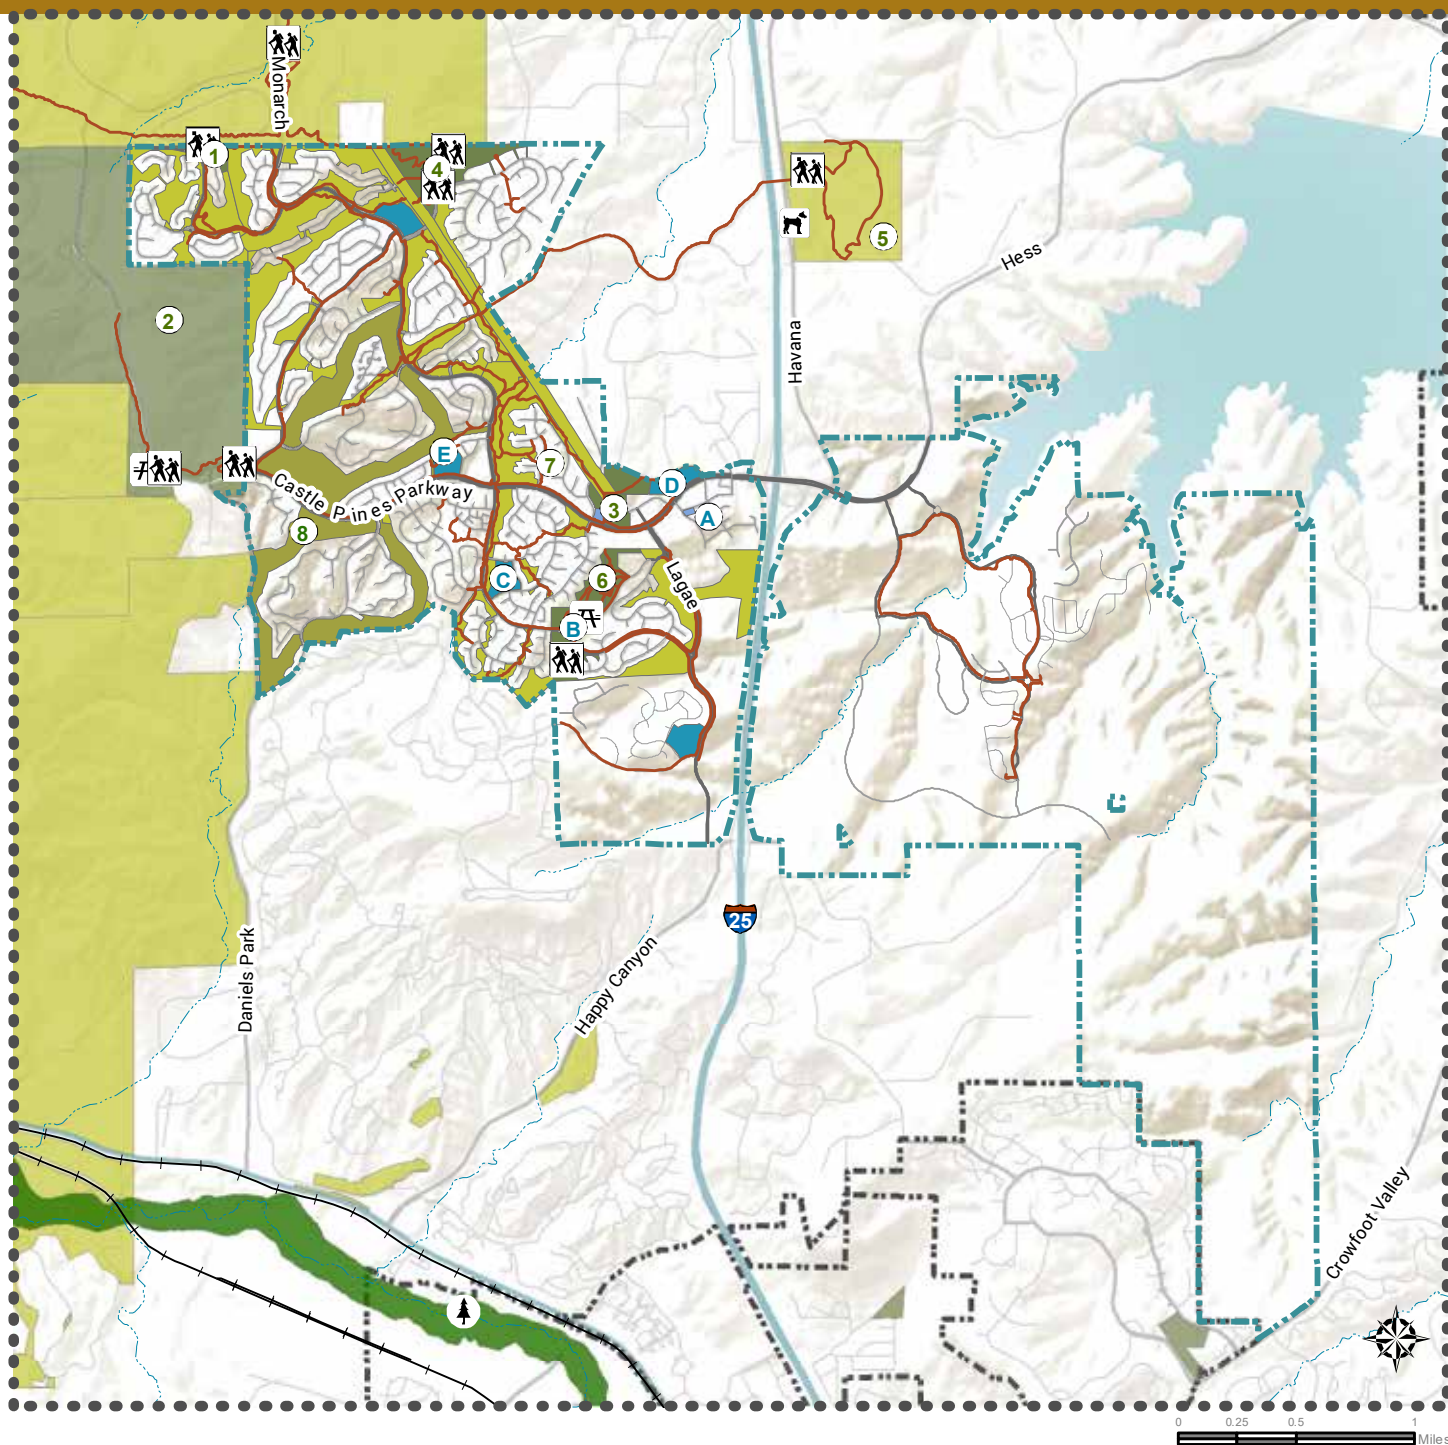 Monarch
1
4
5
Hess
2
Havana
E
7
Castle Pines Parkway
D
3
A
8
C
6
Lagae
B
25
Daniels Park
Happy Canyon
Crowfoot Valley
0 0.25 0.5 1
Miles